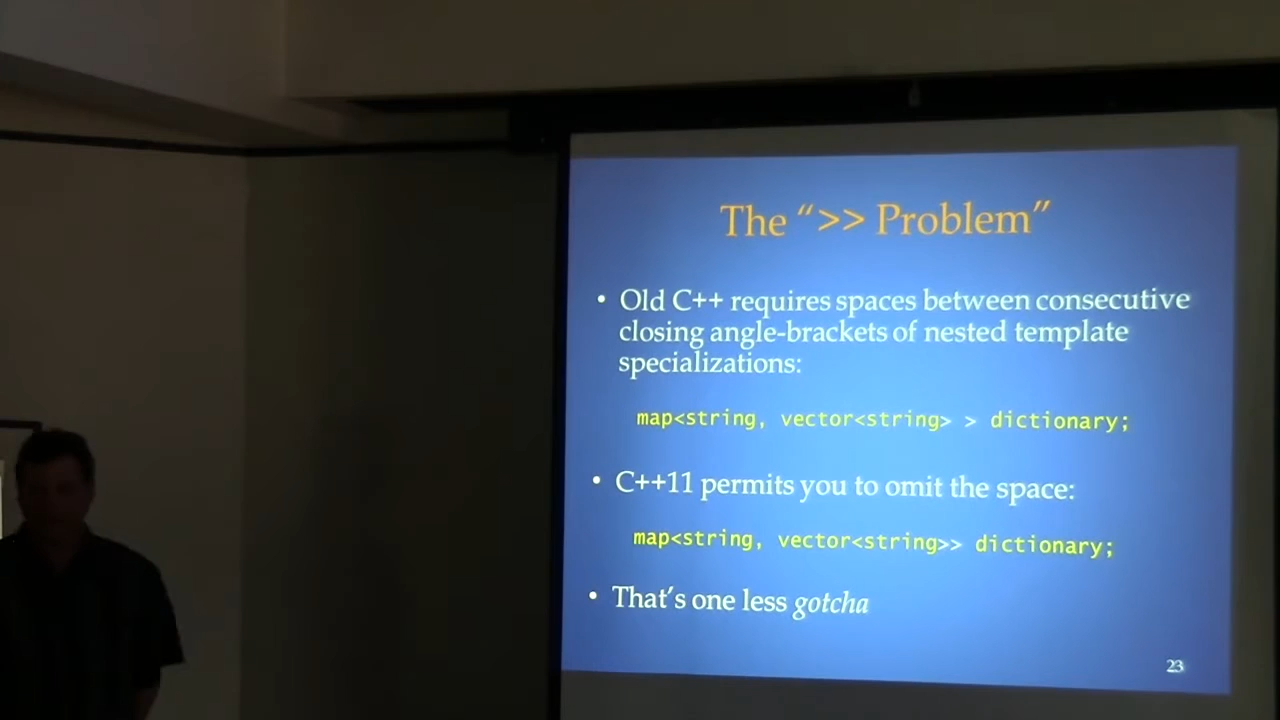 The “>> Problem”
• Old C++ requires spaces between consecutive
closing angle-brackets of nested template
specializations:
map<string, vector<string> > dictionary;
• C++11 permits you to omit the space:
map<string, vector<string>> dictionary;
• That's one less gotcha
23